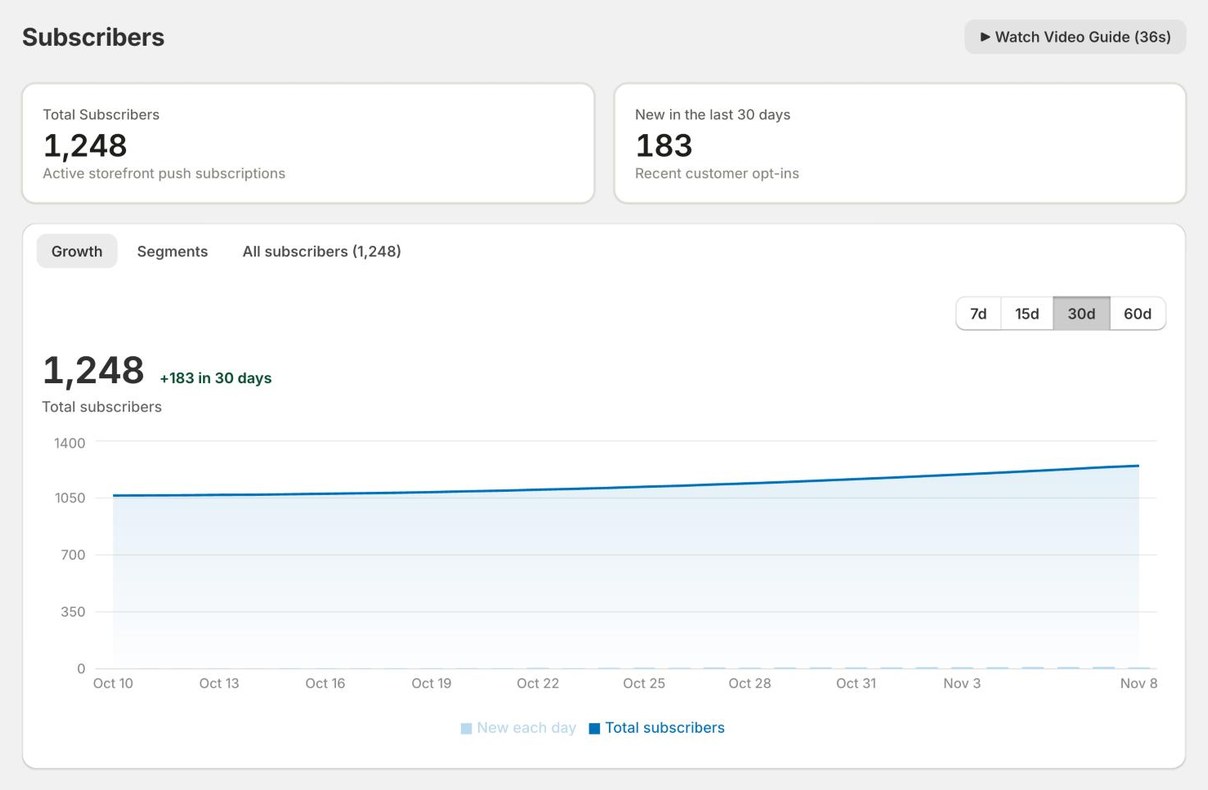 Subscribers
▶ Watch Video Guide (36s)
Total Subscribers
1,248
Active storefront push subscriptions
New in the last 30 days
183
Recent customer opt-ins
Growth
Segments
All subscribers (1,248)
7d
15d
30d
60d
1,248 +183 in 30 days
Total subscribers
1400
1050
700
350
0
Oct 10
Oct 13
Oct 16
Oct 19
Oct 22
Oct 25
Oct 28
Oct 31
Nov 3
Nov 8
New each day
Total subscribers